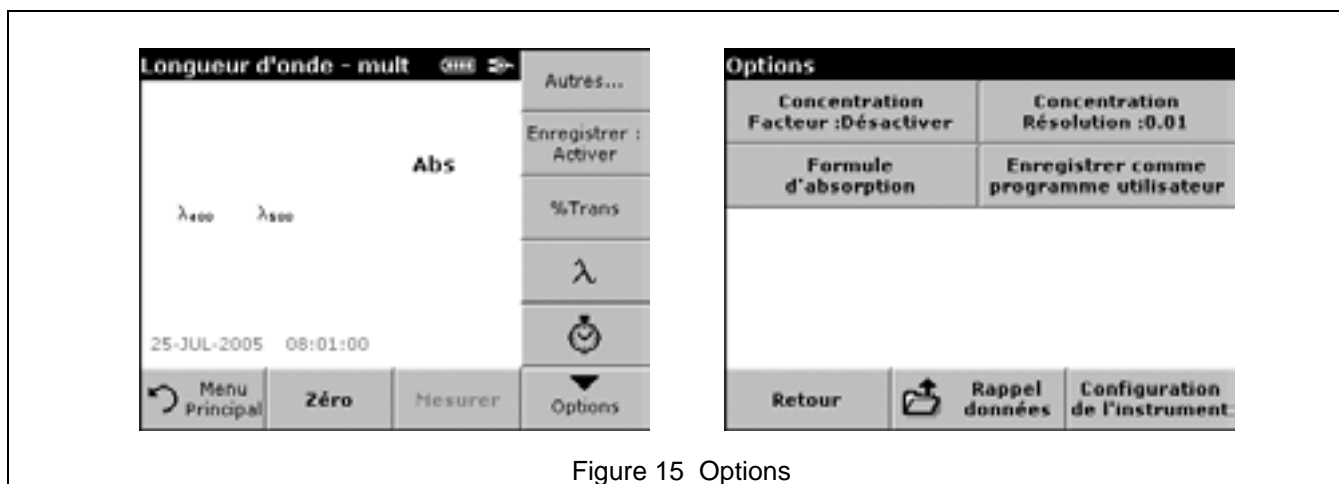 Longueur d'onde - mult
Autres...
Enregistrer :
Activer
Abs
%Trans
λ400 λ500
λ
25-JUL-2005 08:01:00
Menu
Principal
Zéro
Mesurer
Options
Options
Concentration
Facteur :Désactiver
Concentration
Résolution :0.01
Formule
d'absorption
Enregistrer comme
programme utilisateur
Retour
Rappel
données
Configuration
de l'instrument
Figure 15 Options